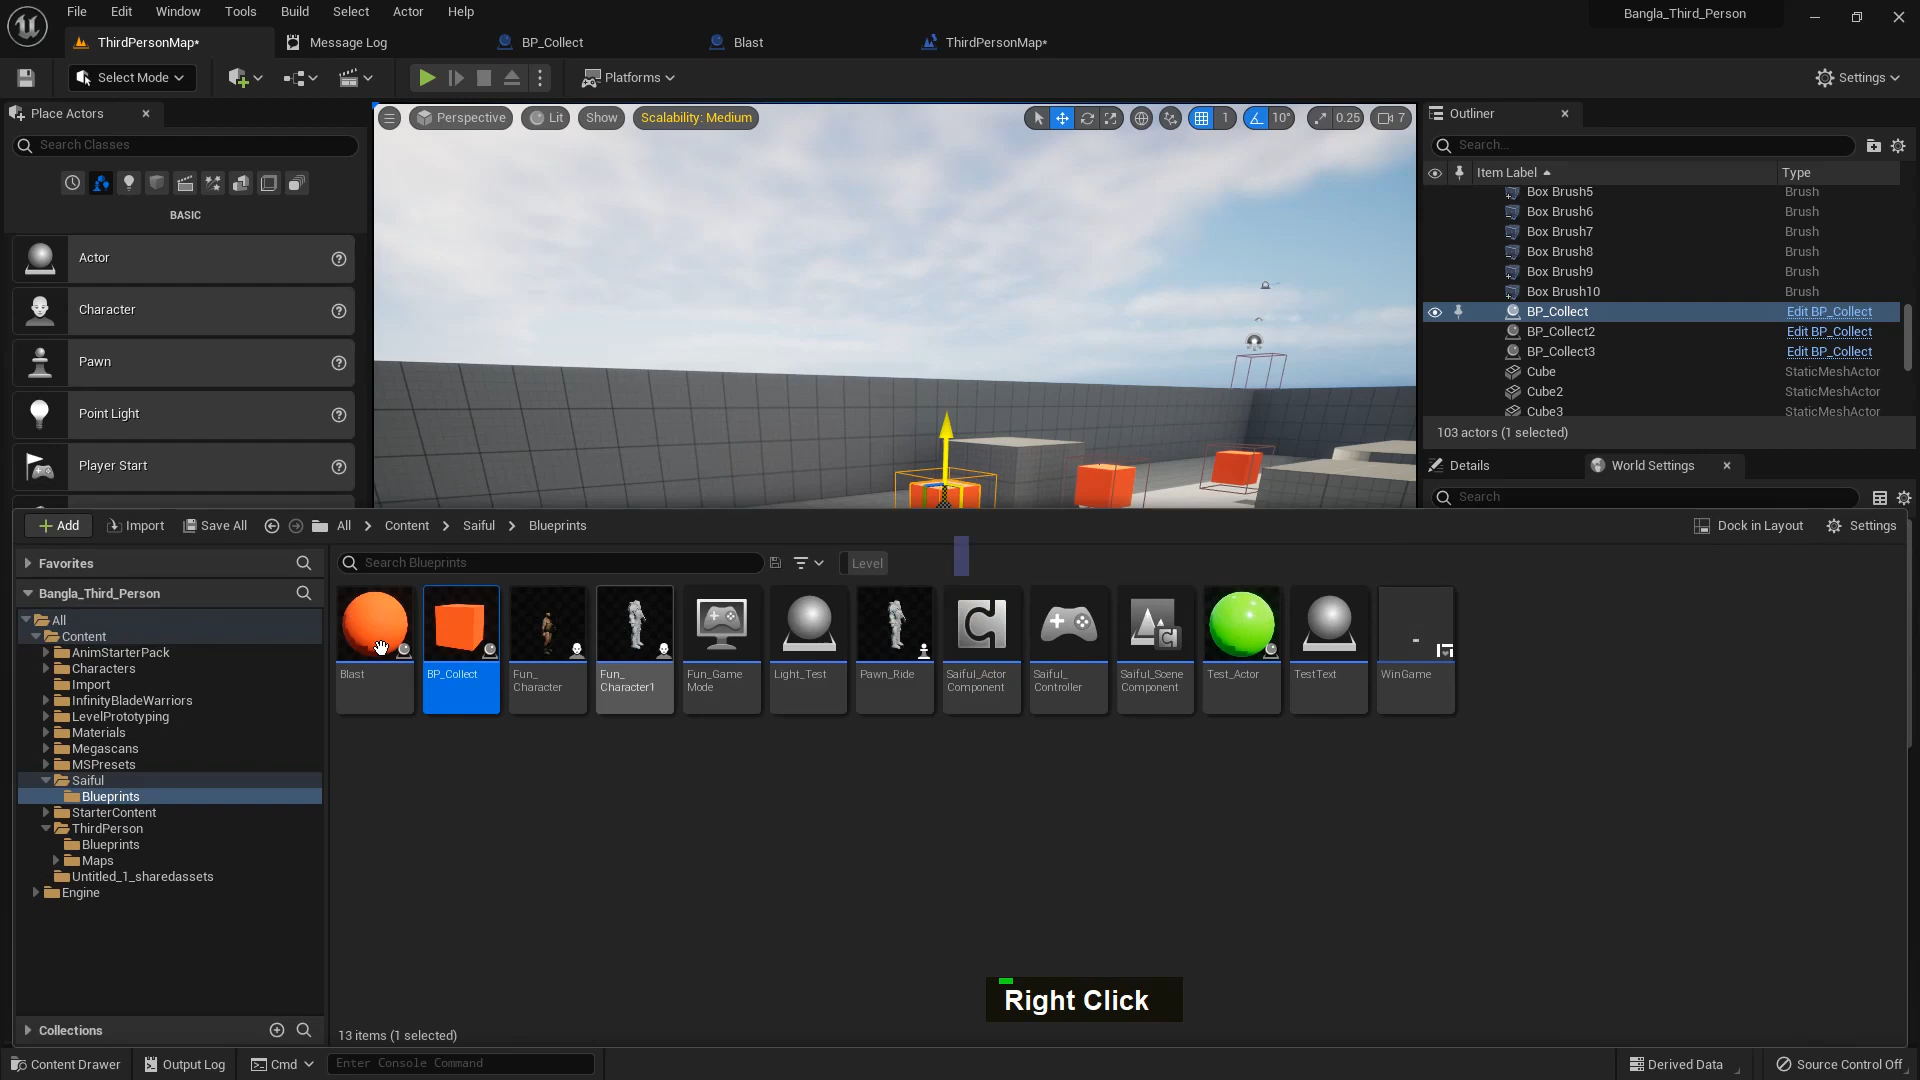 File Edit Window Tools Build Select Actor Help
Bangla_Third_Person
ThirdPersonMap* Message Log BP_Collect Blast ThirdPersonMap*
Select Mode Platforms Settings
Place Actors
Search Classes
BASIC
Actor
Character
Pawn
Point Light
Player Start
Perspective Lit Show Scalability: Medium 1 10° 0.25 7
Outliner
Search...
Item Label Type
Box Brush5 Brush
Box Brush6 Brush
Box Brush7 Brush
Box Brush8 Brush
Box Brush9 Brush
Box Brush10 Brush
BP_Collect Edit BP_Collect
BP_Collect2 Edit BP_Collect
BP_Collect3 Edit BP_Collect
Cube StaticMeshActor
Cube2 StaticMeshActor
Cube3 StaticMeshActor
103 actors (1 selected)
Details World Settings
Search
Add Import Save All All Content Saiful Blueprints Dock in Layout Settings
Favorites
Bangla_Third_Person
All
Content
AnimStarterPack
Characters
Import
InfinityBladeWarriors
LevelPrototyping
Materials
Megascans
MSPresets
Saiful
Blueprints
StarterContent
ThirdPerson
Blueprints
Maps
Untitled_1_sharedassets
Engine
Collections
Search Blueprints Level
Blast
BP_Collect
Fun_
Character
Fun_
Character1
Fun_Game
Mode
Light_Test
Pawn_Ride
Saiful_Actor
Component
Saiful_
Controller
Saiful_Scene
Component
Test_Actor
TestText
WinGame
Right Click
13 items (1 selected)
Content Drawer Output Log Cmd Enter Console Command Derived Data Source Control Off